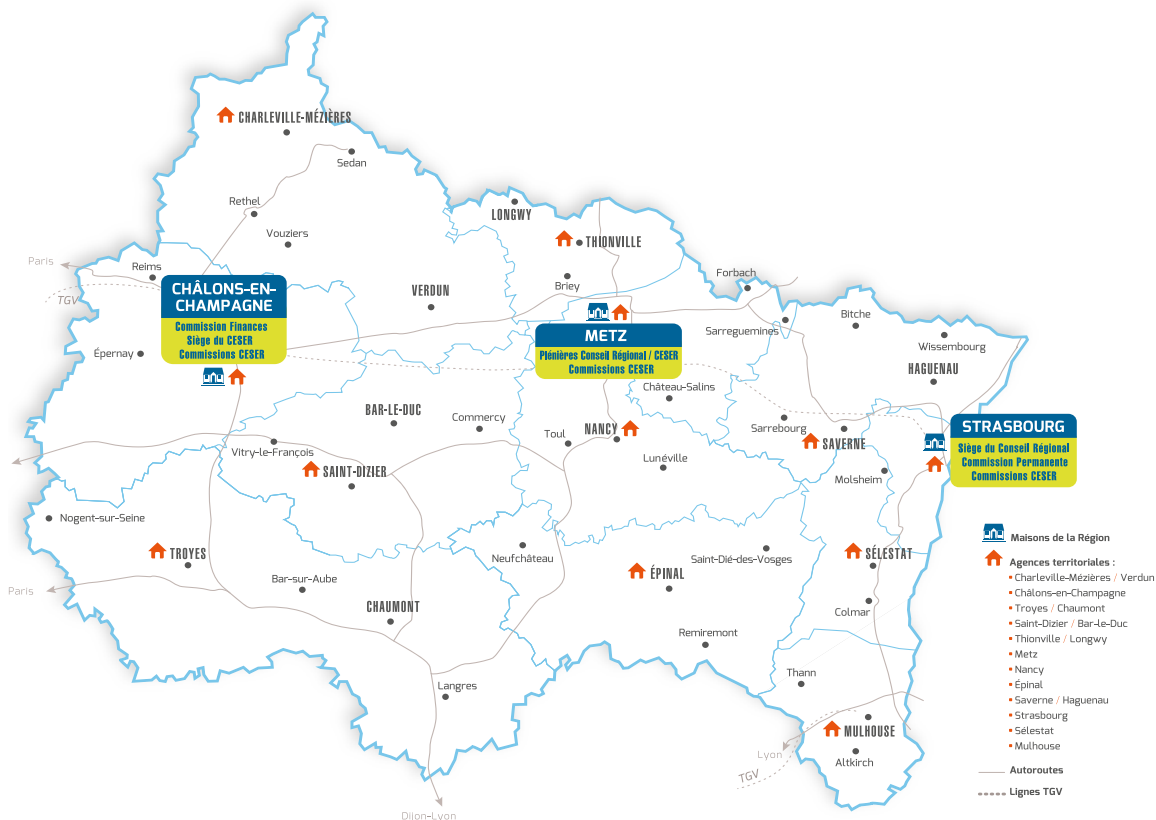 CHARLEVILLE-MÉZIÈRES
Sedan
Rethel
Vouziers
LONGWY
THIONVILLE
Paris
Reims
TGV
Briey
Forbach
CHÂLONS-EN-
CHAMPAGNE
Commission Finances
Siège du CESER
Commissions CESER
VERDUN
METZ
Plénières Conseil Régional / CESER
Commissions CESER
Sarreguemines
Bitche
Wissembourg
HAGUENAU
Épernay
Château-Salins
BAR-LE-DUC
Commercy
Toul
NANCY
Lunéville
Sarrebourg
SAVERNE
Molsheim
STRASBOURG
Siège du Conseil Régional
Commission Permanente
Commissions CESER
Vitry-le-François
SAINT-DIZIER
Nogent-sur-Seine
TROYES
Bar-sur-Aube
CHAUMONT
Neufchâteau
ÉPINAL
Saint-Dié-des-Vosges
SÉLESTAT
Colmar
Paris
Remiremont
Langres
Thann
MULHOUSE
Altkirch
Lyon
TGV
Dijon-Lyon
Maisons de la Région
Agences territoriales :
Charleville-Mézières / Verdun
Châlons-en-Champagne
Troyes / Chaumont
Saint-Dizier / Bar-le-Duc
Thionville / Longwy
Metz
Nancy
Épinal
Saverne / Haguenau
Strasbourg
Sélestat
Mulhouse
Autoroutes
Lignes TGV